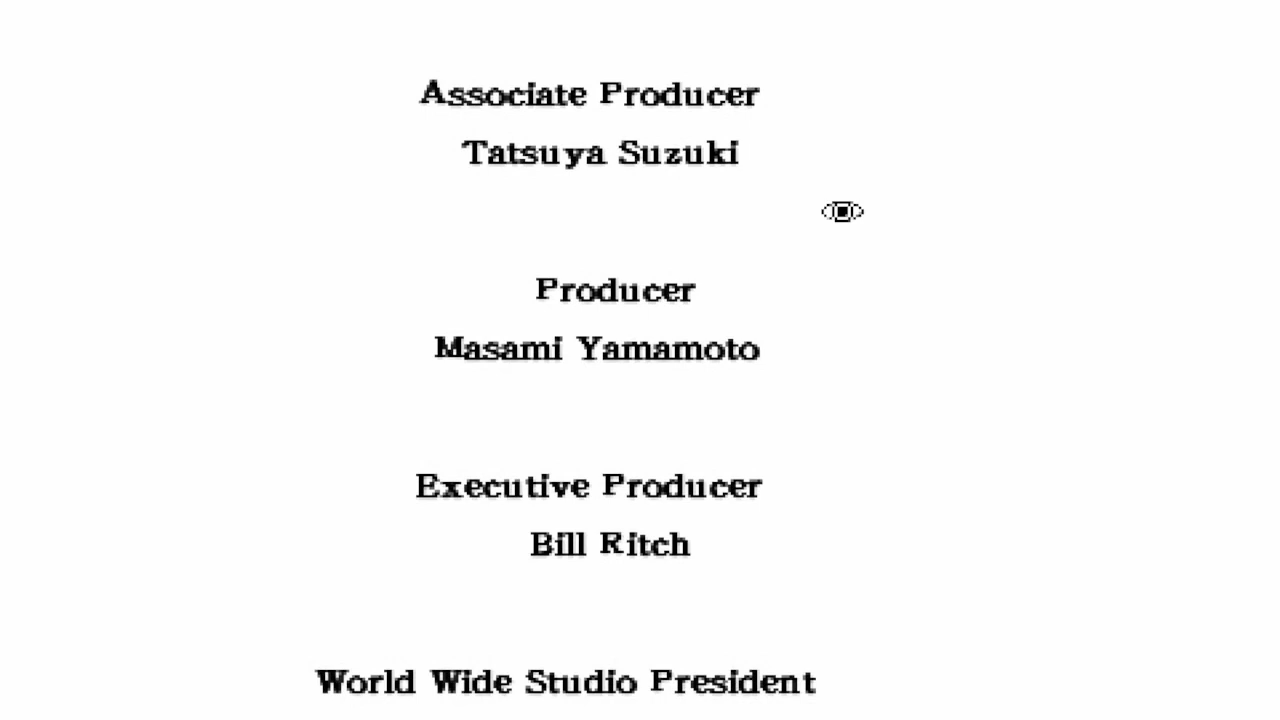 Associate Producer
Tatsuya Suzuki
Producer
Masami Yamamoto
Executive Producer
Bill Ritch
World Wide Studio President